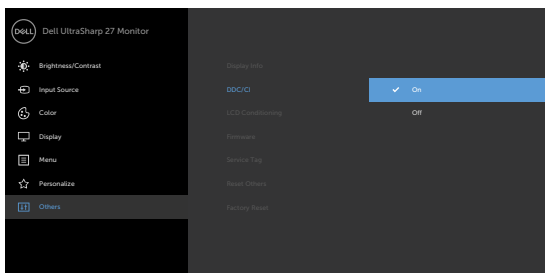 DELL Dell UltraSharp 27 Monitor
Brightness/Contrast
Input Source
Color
Display
Menu
Personalize
Others
Display Info
DDC/CI
LCD Conditioning
Firmware
Service Tag
Reset Others
Factory Reset
On
Off